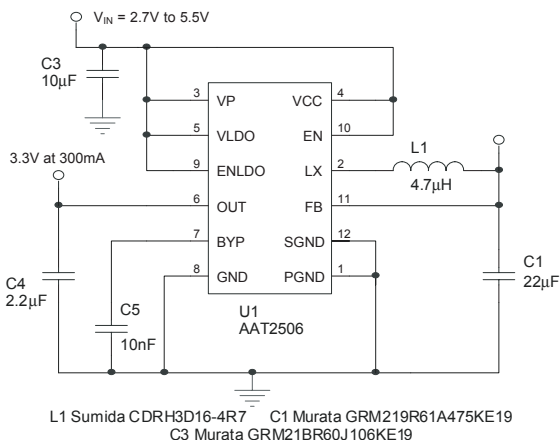 V_IN = 2.7V to 5.5V
C3
10μF
3 VP VCC 4
5 VLDO EN 10
9 ENLDO LX 2
L1
4.7μH
3.3V at 300mA
6 OUT FB 11
7 BYP SGND 12
8 GND PGND 1
C4
2.2μF
C5
10nF
U1
AAT2506
C1
22μF
L1 Sumida CDRH3D16-4R7 C1 Murata GRM219R61A475KE19
C3 Murata GRM21BR60J106KE19